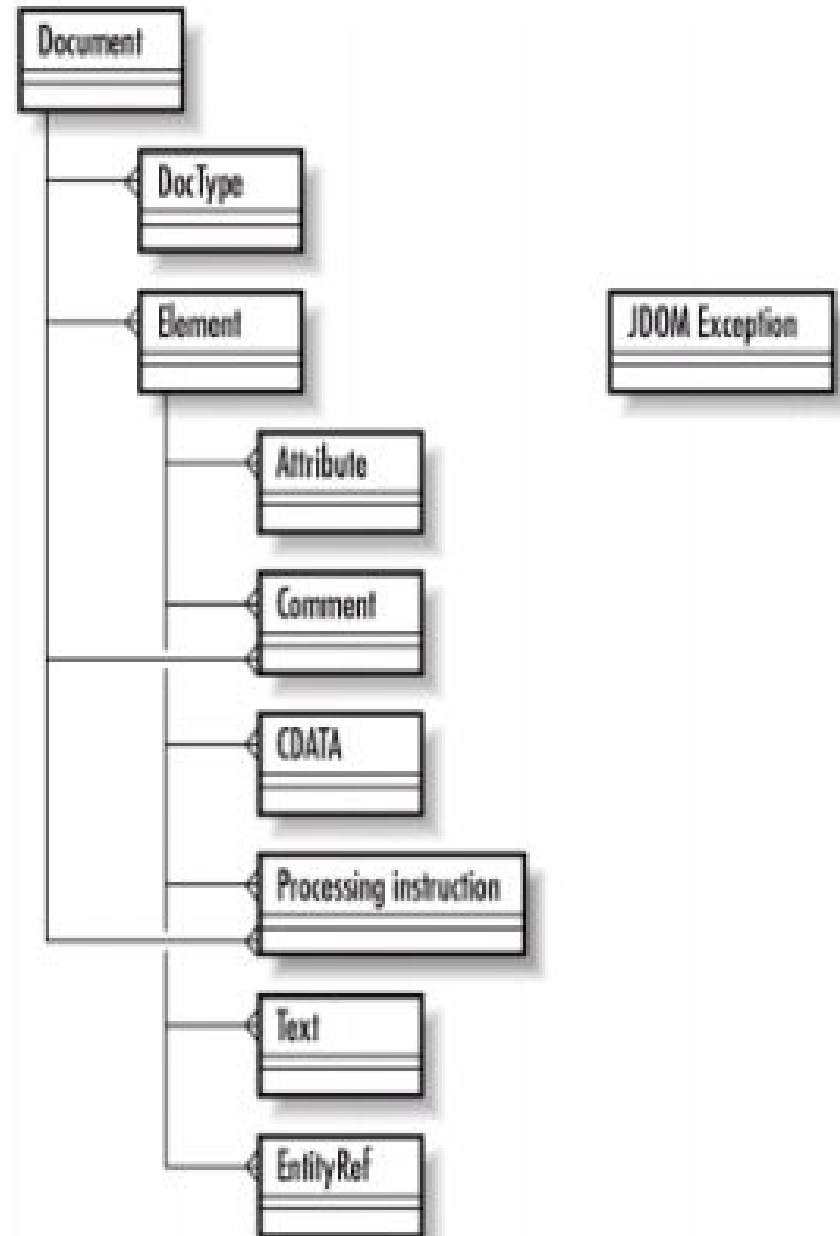 Document
DocType
Element
JDOM Exception
Attribute
Comment
CDATA
Processing instruction
Text
EntityRef